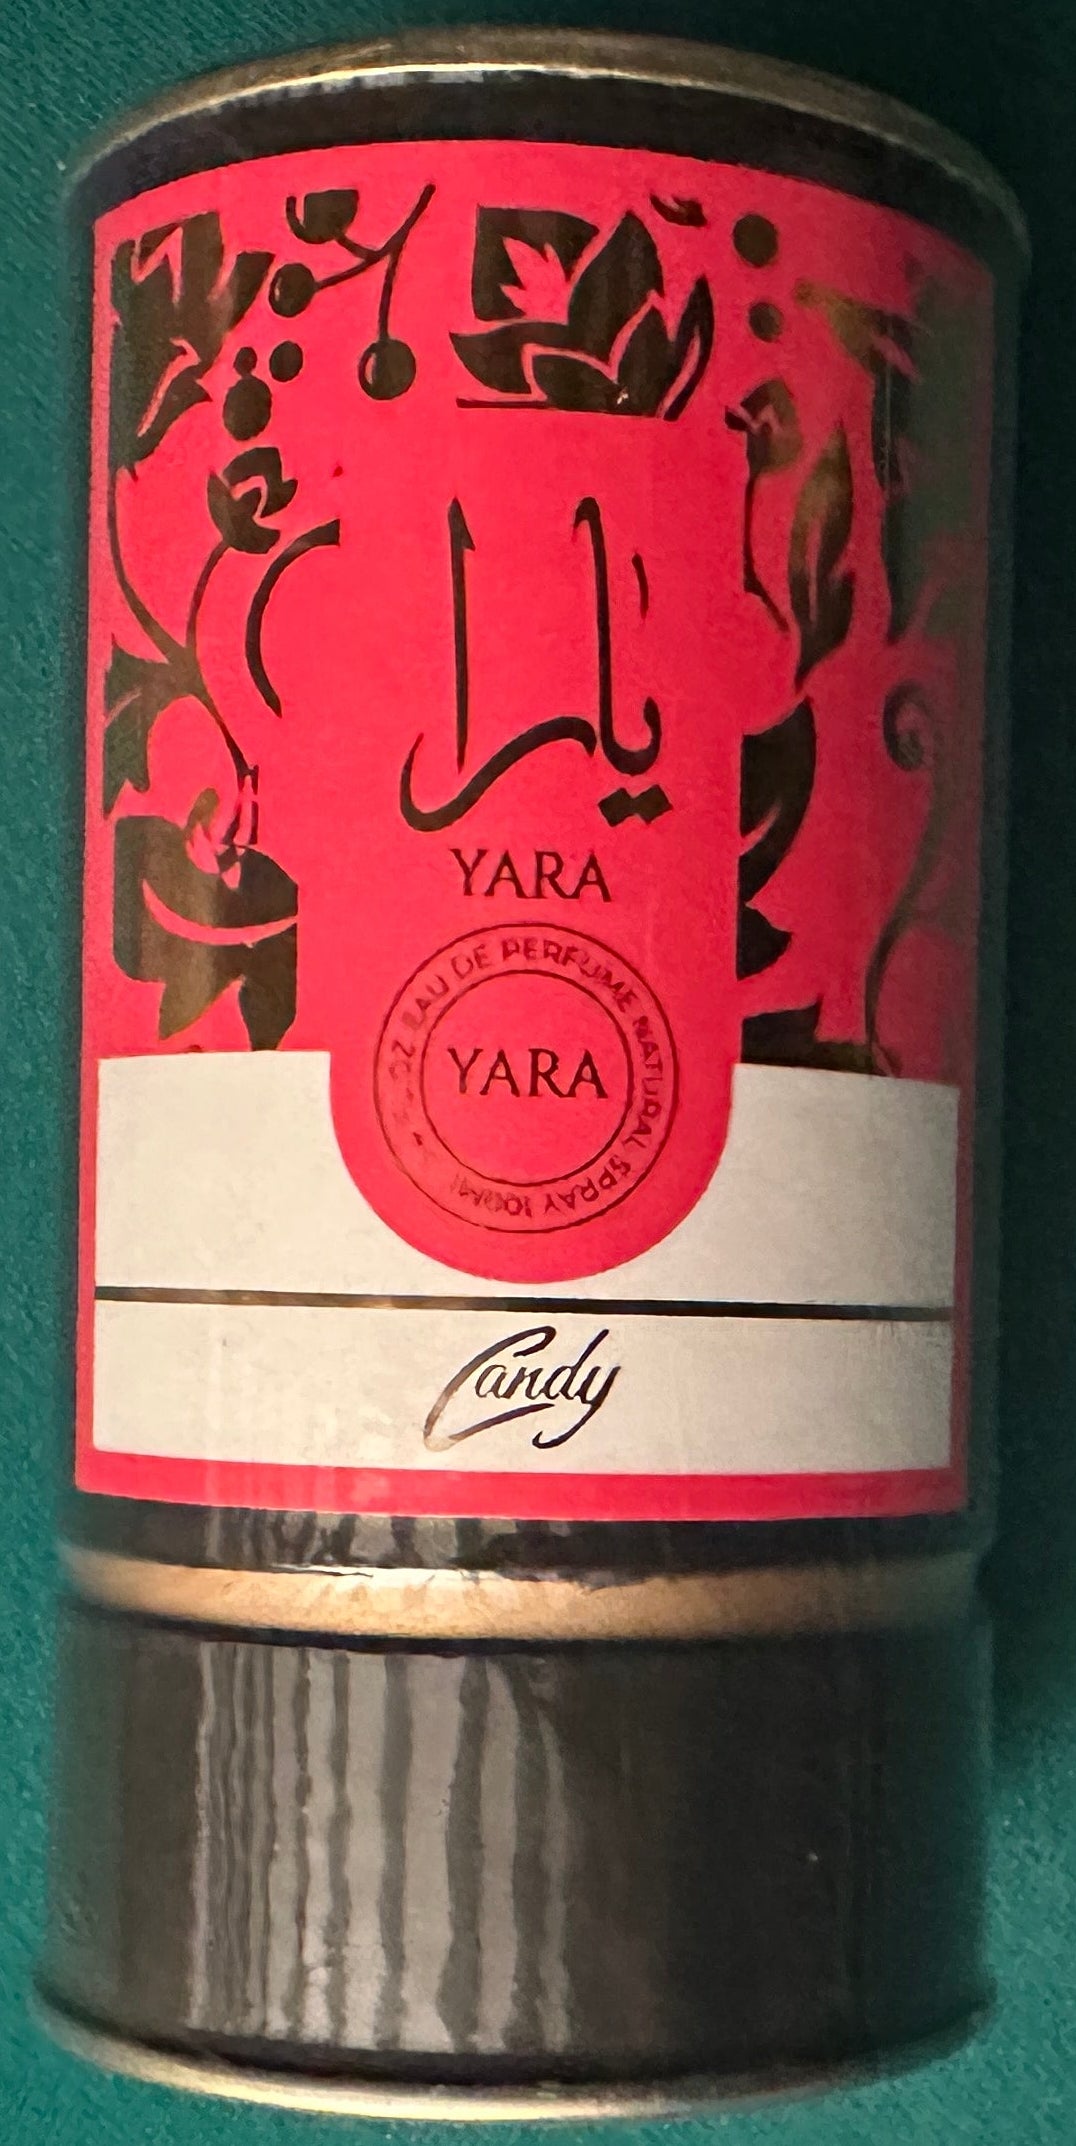 يارا
YARA
EAU DE PERFUME NATURAL SPRAY 100Ml
YARA
Candy